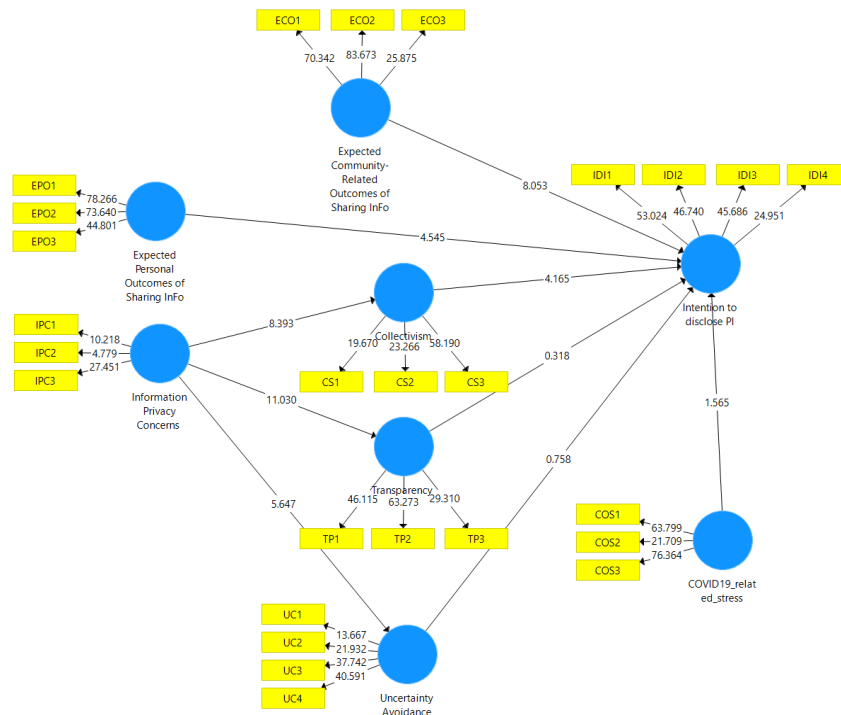 ECO1 ECO2 ECO3
70.342 83.673 25.875
Expected
Community-
Related
Outcomes of
Sharing InFo
8.053
EPO1
EPO2
EPO3
78.266
73.640
44.801
Expected
Personal
Outcomes of
Sharing InFo
4.545
IDI1 IDI2 IDI3 IDI4
53.024 46.740 45.686 24.951
Intention to
disclose PI
4.165
8.393
Collectivism
19.670 23.266 58.190
CS1 CS2 CS3
IPC1
IPC2
IPC3
10.218
4.779
27.451
Information
Privacy
Concerns
11.030
0.318
1.565
Transparency
46.115 63.273 29.310
TP1 TP2 TP3
5.647
0.758
COS1
COS2
COS3
63.799
21.709
76.364
COVID19_relat
ed_stress
UC1
UC2
UC3
UC4
13.667
21.932
37.742
40.591
Uncertainty
Avoidance